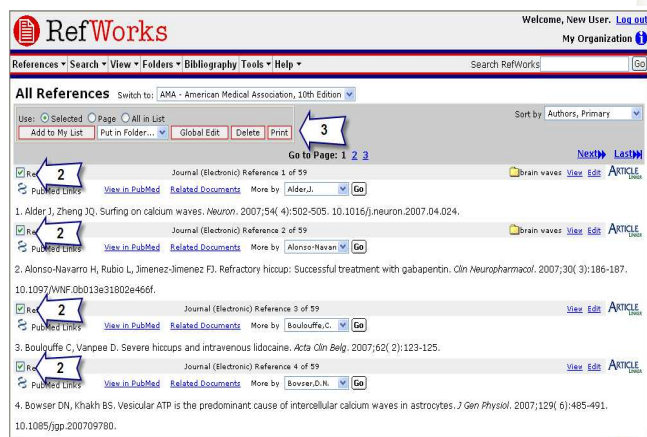 RefWorks
Welcome, New User. Log out
My Organization
References Search View Folders Bibliography Tools Help Search RefWorks Go
All References Switch to: AMA - American Medical Association, 10th Edition
Use: Selected Page All in List Sort by Authors, Primary
Add to My List Put in Folder... Global Edit Delete Print 3
Go to Page: 1 2 3 Next Last
2 Journal (Electronic) Reference 1 of 59 brain waves View Edit ARTICLE LINKER
PubMed Links View in PubMed Related Documents More by Alder,J. Go
1. Alder J, Zheng JQ. Surfing on calcium waves. Neuron. 2007;54( 4):502-505. 10.1016/j.neuron.2007.04.024.
2 Journal (Electronic) Reference 2 of 59 brain waves View Edit ARTICLE LINKER
PubMed Links View in PubMed Related Documents More by Alonso-Navarr Go
2. Alonso-Navarro H, Rubio L, Jimenez-Jimenez FJ. Refractory hiccup: Successful treatment with gabapentin. Clin Neuropharmacol. 2007;30( 3):186-187.
10.1097/WNF.0b013e31802e466f.
2 Journal (Electronic) Reference 3 of 59 View Edit ARTICLE LINKER
PubMed Links View in PubMed Related Documents More by Boulouffe,C. Go
3. Boulouffe C, Vanpee D. Severe hiccups and intravenous lidocaine. Acta Clin Belg. 2007;62( 2):123-125.
2 Journal (Electronic) Reference 4 of 59 View Edit ARTICLE LINKER
PubMed Links View in PubMed Related Documents More by Bowser,D.N. Go
4. Bowser DN, Khakh BS. Vesicular ATP is the predominant cause of intercellular calcium waves in astrocytes. J Gen Physiol. 2007;129( 6):485-491.
10.1085/jgp.200709780.